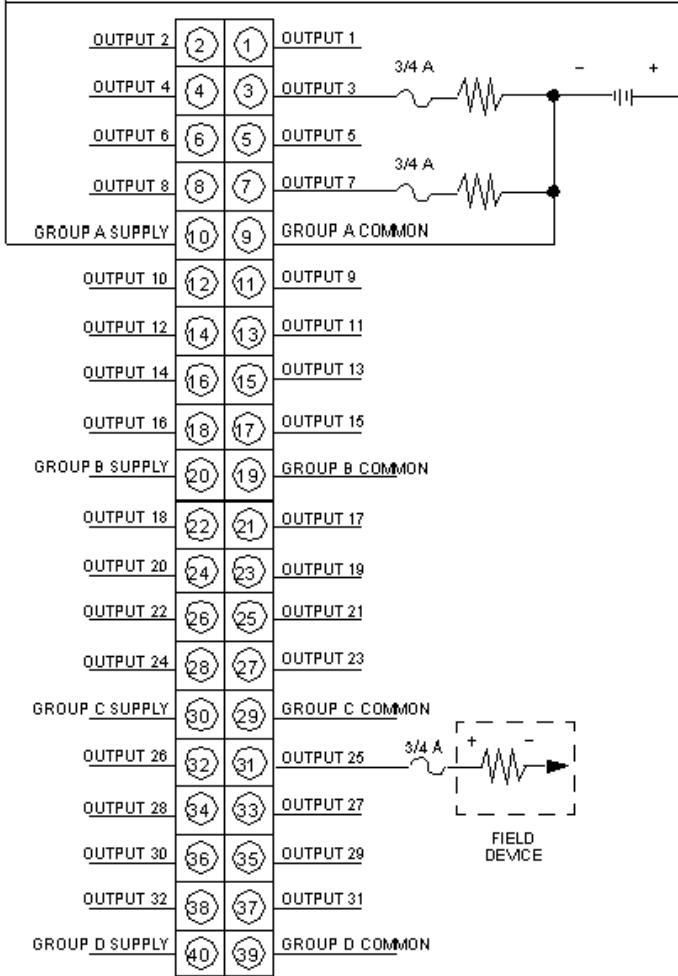 OUTPUT 2 2 1 OUTPUT 1
3/4 A - +
OUTPUT 4 4 3 OUTPUT 3
OUTPUT 6 6 5 OUTPUT 5
3/4 A
OUTPUT 8 8 7 OUTPUT 7
GROUP A SUPPLY 10 9 GROUP A COMMON
OUTPUT 10 12 11 OUTPUT 9
OUTPUT 12 14 13 OUTPUT 11
OUTPUT 14 16 15 OUTPUT 13
OUTPUT 16 18 17 OUTPUT 15
GROUP B SUPPLY 20 19 GROUP B COMMON
OUTPUT 18 22 21 OUTPUT 17
OUTPUT 20 24 23 OUTPUT 19
OUTPUT 22 26 25 OUTPUT 21
OUTPUT 24 28 27 OUTPUT 23
GROUP C SUPPLY 30 29 GROUP C COMMON
3/4 A + -
OUTPUT 26 32 31 OUTPUT 25
OUTPUT 28 34 33 OUTPUT 27
FIELD
DEVICE
OUTPUT 30 36 35 OUTPUT 29
OUTPUT 32 38 37 OUTPUT 31
GROUP D SUPPLY 40 39 GROUP D COMMON